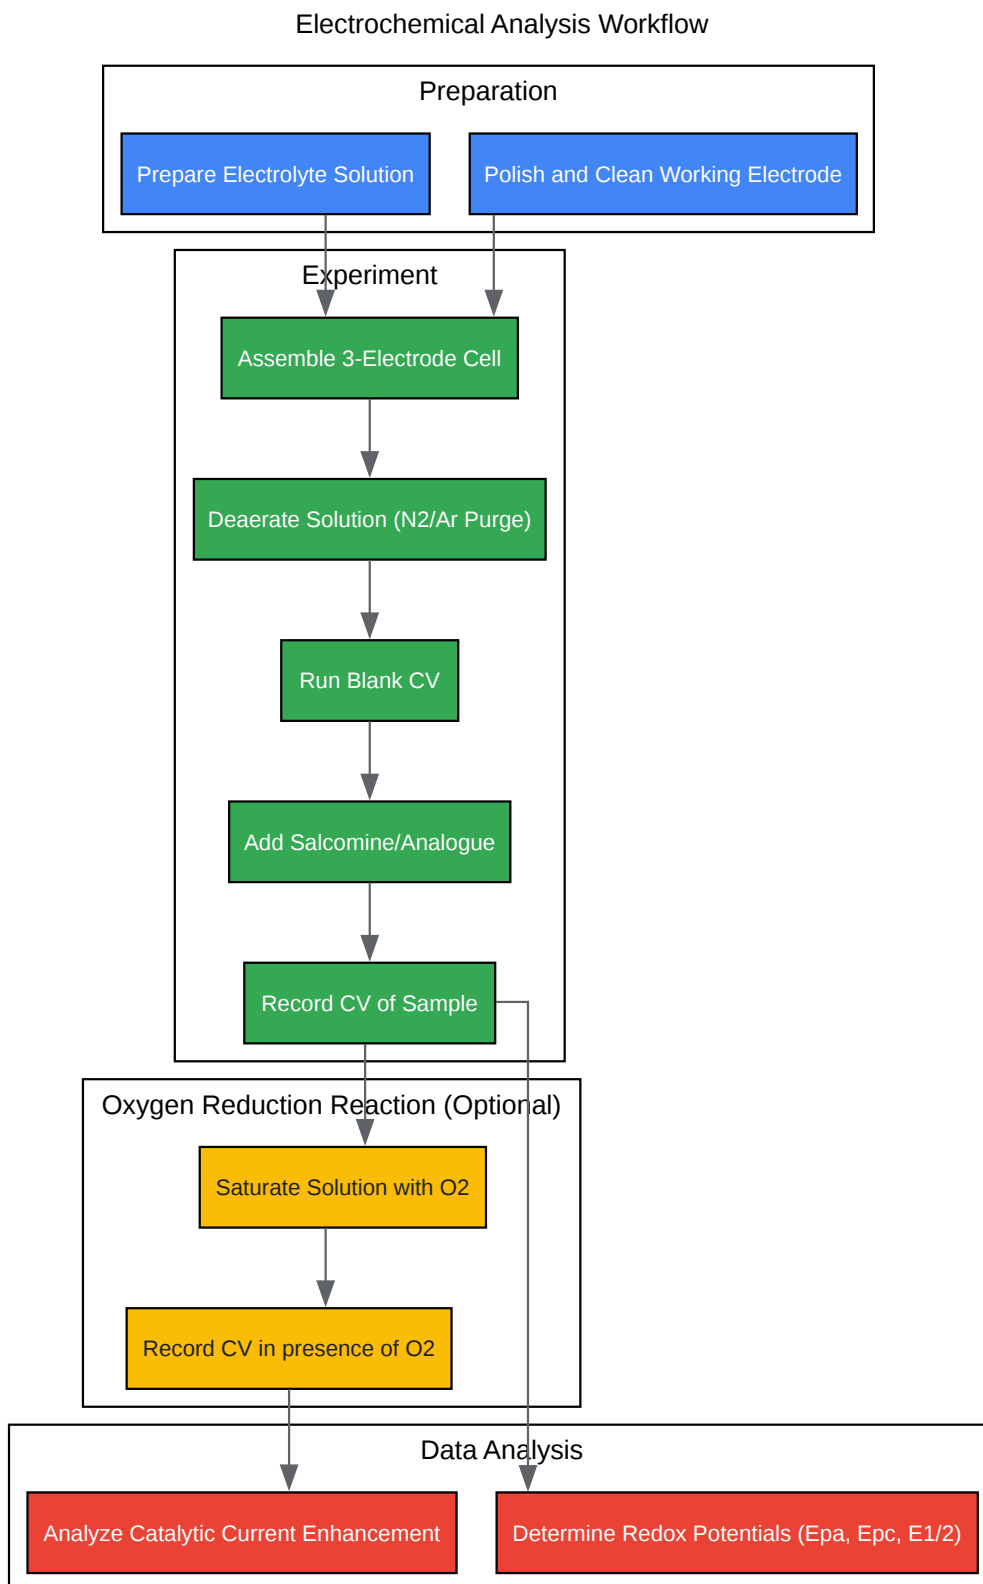 Electrochemical Analysis Workflow
Preparation
Prepare Electrolyte Solution
Polish and Clean Working Electrode
Experiment
Assemble 3-Electrode Cell
Deaerate Solution (N2/Ar Purge)
Run Blank CV
Add Salcomine/Analogue
Record CV of Sample
Oxygen Reduction Reaction (Optional)
Saturate Solution with O2
Record CV in presence of O2
Data Analysis
Analyze Catalytic Current Enhancement
Determine Redox Potentials (Epa, Epc, E1/2)